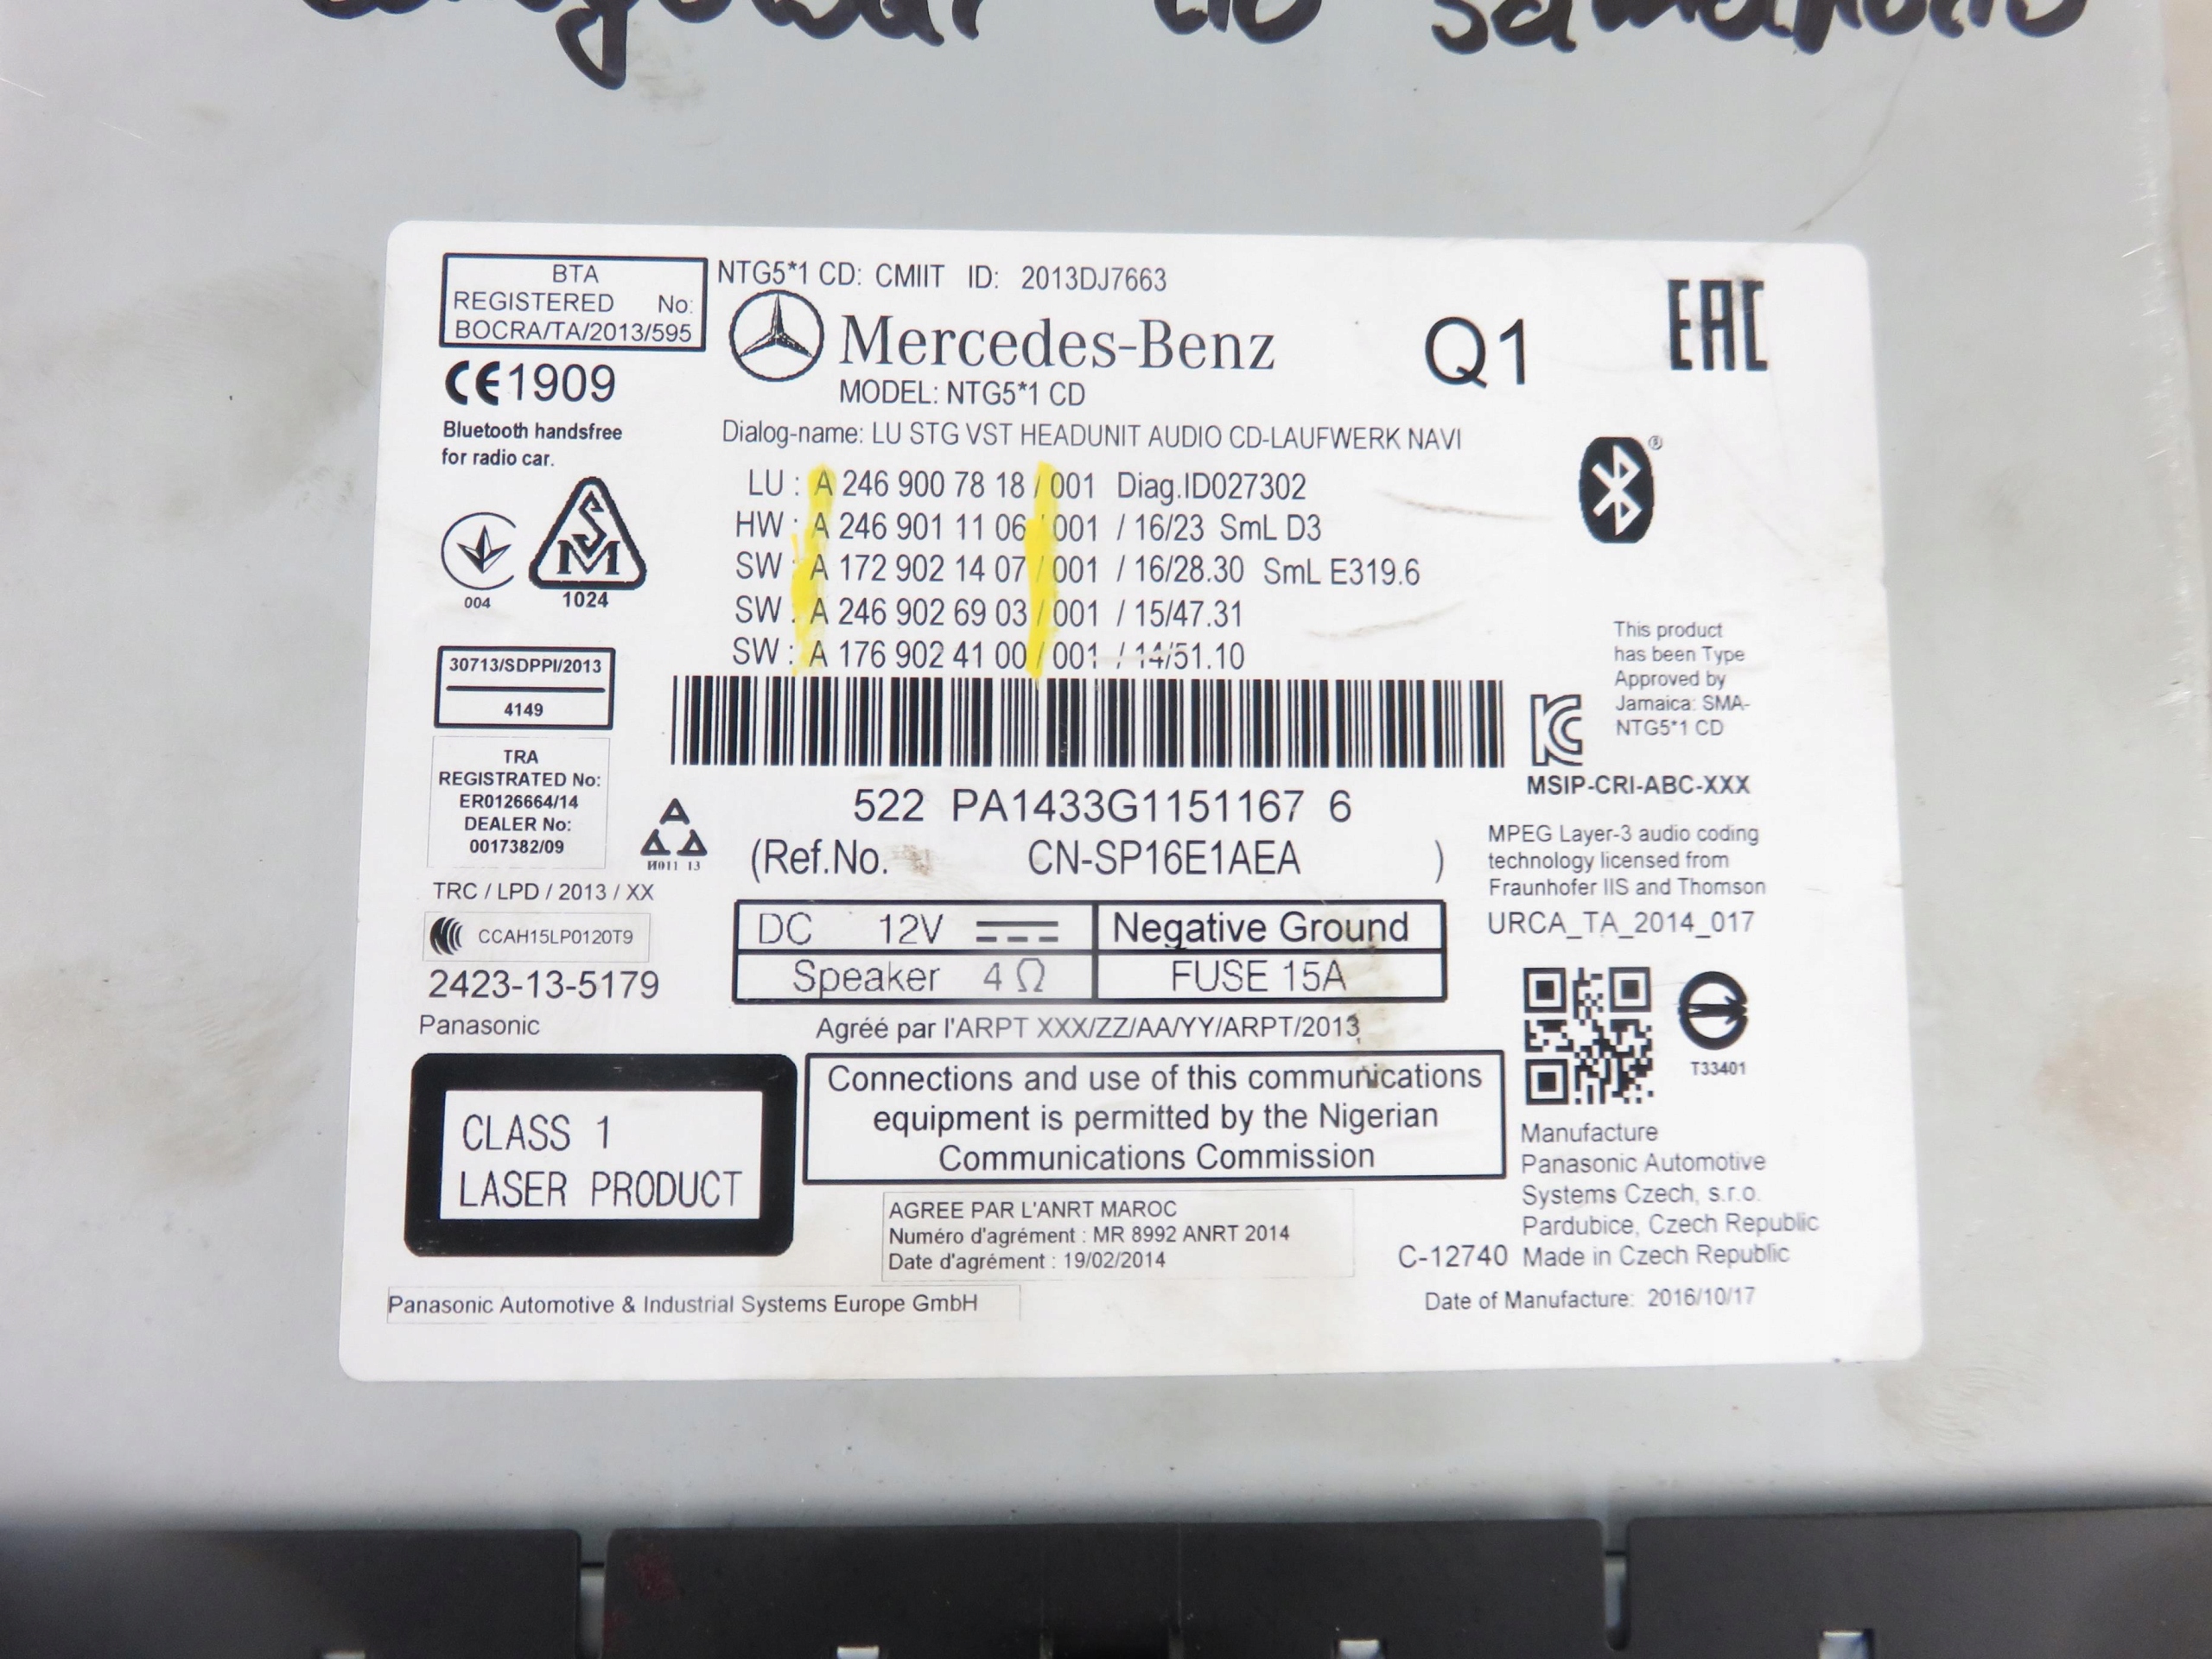 BTA
REGISTERED No:
BOCRA/TA/2013/595
NTG5*1 CD: CMIIT ID: 2013DJ7663
Mercedes-Benz
MODEL: NTG5*1 CD
Q1
EAC
CE1909
Bluetooth handsfree
for radio car.
Dialog-name: LU STG VST HEADUNIT AUDIO CD-LAUFWERK NAVI
LU : A 246 900 78 18 / 001 Diag.ID027302
HW : A 246 901 11 06 / 001 / 16/23 SmL D3
SW : A 172 902 14 07 / 001 / 16/28.30 SmL E319.6
SW : A 246 902 69 03 / 001 / 15/47.31
SW : A 176 902 41 00 / 001 / 14/51.10
004
SM
1024
30713/SDPPI/2013
4149
This product
has been Type
Approved by
Jamaica: SMA-
NTG5*1 CD
MSIP-CRI-ABC-XXX
TRA
REGISTRATED No:
ER0126664/14
DEALER No:
0017382/09
И011 13
522 PA1433G1151167 6
(Ref.No. CN-SP16E1AEA )
MPEG Layer-3 audio coding
technology licensed from
Fraunhofer IIS and Thomson
URCA_TA_2014_017
TRC / LPD / 2013 / XX
CCAH15LP0120T9
2423-13-5179
Panasonic
DC 12V
Negative Ground
Speaker 4 Ω
FUSE 15A
Agréé par l'ARPT XXX/ZZ/AA/YY/ARPT/2013
T33401
CLASS 1
LASER PRODUCT
Connections and use of this communications
equipment is permitted by the Nigerian
Communications Commission
Manufacture
Panasonic Automotive
Systems Czech, s.r.o.
Pardubice, Czech Republic
C-12740 Made in Czech Republic
Date of Manufacture: 2016/10/17
AGREE PAR L'ANRT MAROC
Numéro d'agrément : MR 8992 ANRT 2014
Date d'agrément : 19/02/2014
Panasonic Automotive & Industrial Systems Europe GmbH